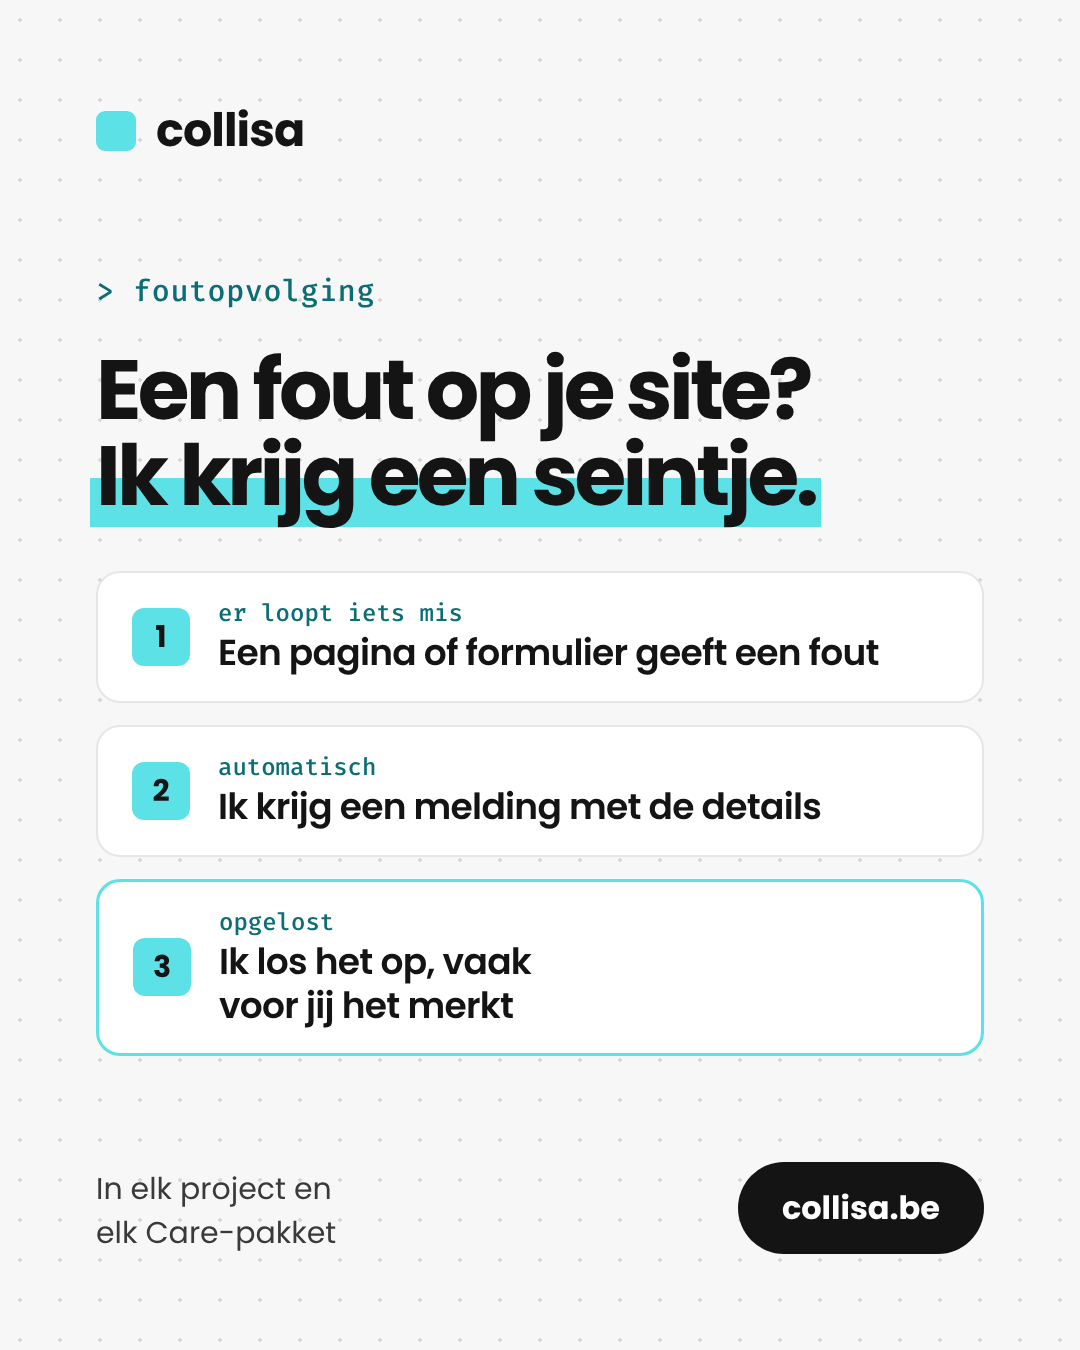 collisa
> foutopvolging
Een fout op je site?
Ik krijg een seintje.
1
er loopt iets mis
Een pagina of formulier geeft een fout
2
automatisch
Ik krijg een melding met de details
3
opgelost
Ik los het op, vaak
voor jij het merkt
In elk project en
elk Care-pakket
collisa.be